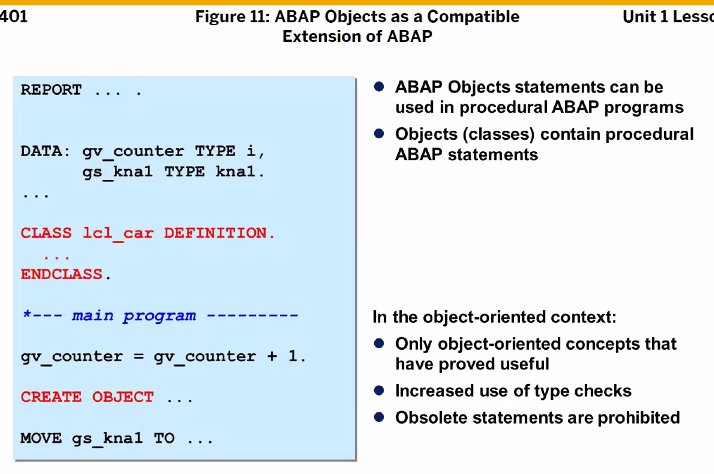 401
Figure 11: ABAP Objects as a Compatible
Extension of ABAP
Unit 1 Lesso
REPORT ... .
DATA: gv_counter TYPE i,
gs_kna1 TYPE kna1.
...
CLASS lcl_car DEFINITION.
...
ENDCLASS.
*--- main program ---------
gv_counter = gv_counter + 1.
CREATE OBJECT ...
MOVE gs_kna1 TO ...
● ABAP Objects statements can be
used in procedural ABAP programs
● Objects (classes) contain procedural
ABAP statements
In the object-oriented context:
● Only object-oriented concepts that
have proved useful
● Increased use of type checks
● Obsolete statements are prohibited